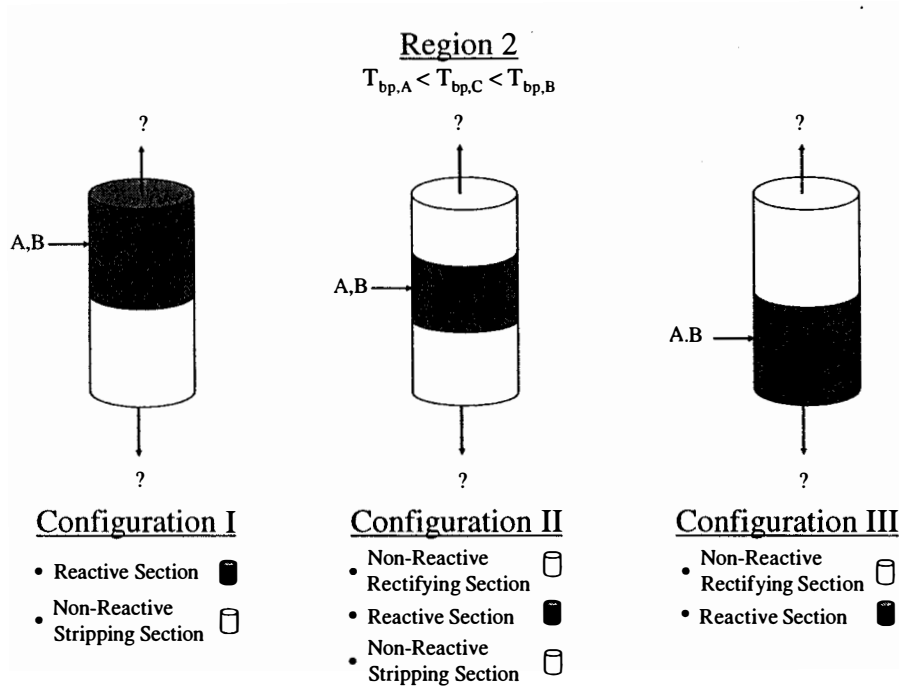 Region 2
T_bp,A < T_bp,C < T_bp,B
?
?
?
A,B
A,B
A.B
?
?
?
Configuration I
• Reactive Section
• Non-Reactive
Stripping Section
Configuration II
• Non-Reactive
Rectifying Section
• Reactive Section
• Non-Reactive
Stripping Section
Configuration III
• Non-Reactive
Rectifying Section
• Reactive Section